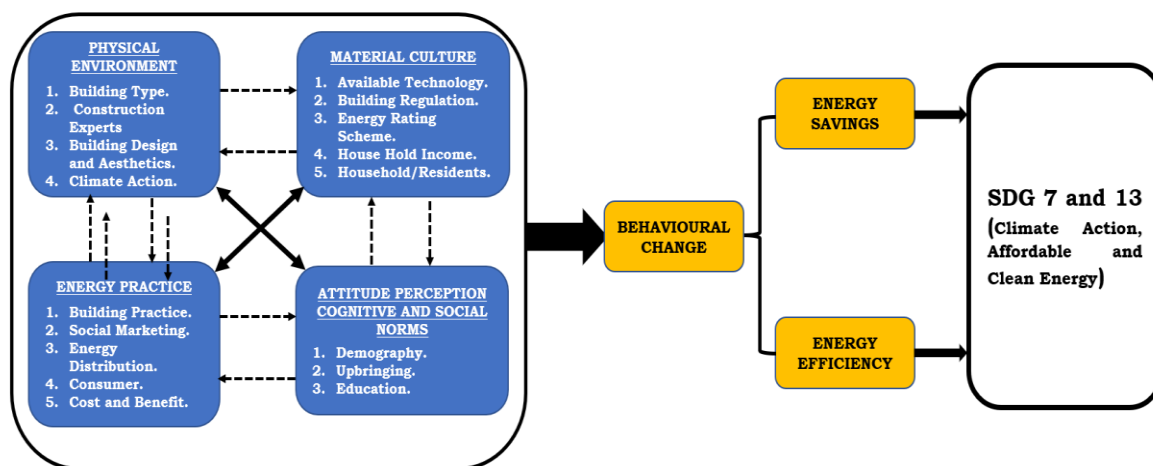 PHYSICAL
ENVIRONMENT
1. Building Type.
2. Construction
Experts
3. Building Design
and Aesthetics.
4. Climate Action.
MATERIAL CULTURE
1. Available Technology.
2. Building Regulation.
3. Energy Rating
Scheme.
4. House Hold Income.
5. Household/Residents.
ENERGY PRACTICE
1. Building Practice.
2. Social Marketing.
3. Energy
Distribution.
4. Consumer.
5. Cost and Benefit.
ATTITUDE PERCEPTION
COGNITIVE AND SOCIAL
NORMS
1. Demography.
2. Upbringing.
3. Education.
BEHAVIOURAL
CHANGE
ENERGY
SAVINGS
ENERGY
EFFICIENCY
SDG 7 and 13
(Climate Action,
Affordable and
Clean Energy)